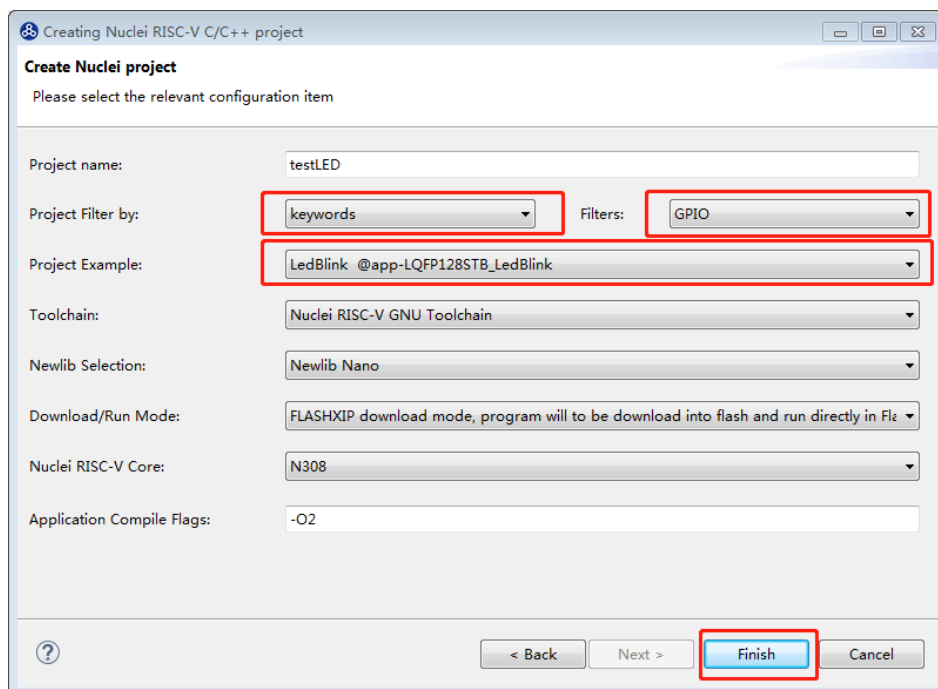 Creating Nuclei RISC-V C/C++ project
Create Nuclei project
Please select the relevant configuration item
Project name: testLED
Project Filter by: keywords Filters: GPIO
Project Example: LedBlink @app-LQFP128STB_LedBlink
Toolchain: Nuclei RISC-V GNU Toolchain
Newlib Selection: Newlib Nano
Download/Run Mode: FLASHXIP download mode, program will to be download into flash and run directly in Fla
Nuclei RISC-V Core: N308
Application Compile Flags: -O2
? < Back Next > Finish Cancel